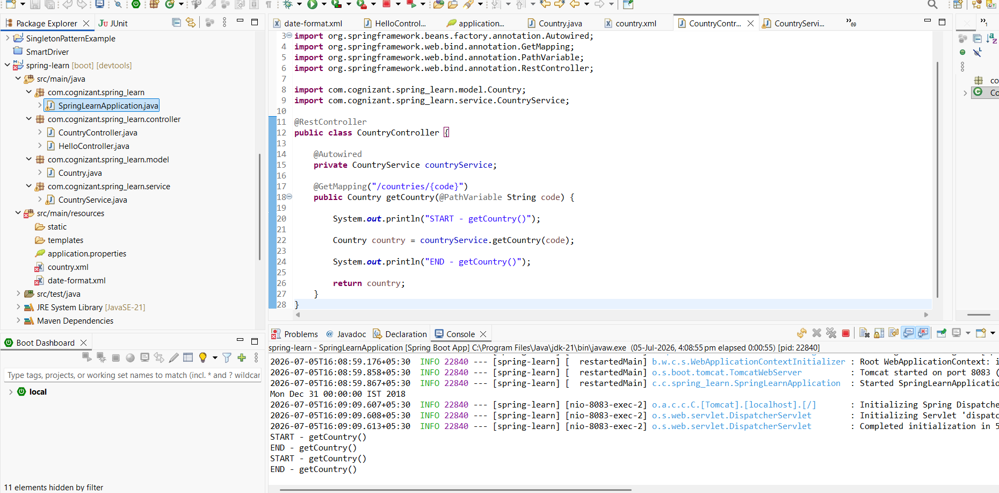 Package Explorer
JUnit
SingletonPatternExample
SmartDriver
spring-learn [boot] [devtools]
src/main/java
com.cognizant.spring_learn
SpringLearnApplication.java
com.cognizant.spring_learn.controller
CountryController.java
HelloController.java
com.cognizant.spring_learn.model
Country.java
com.cognizant.spring_learn.service
CountryService.java
src/main/resources
static
templates
application.properties
country.xml
date-format.xml
src/test/java
JRE System Library [JavaSE-21]
Maven Dependencies
Boot Dashboard
Type tags, projects, or working set names to match (incl. * and ? wildcar
local
11 elements hidden by filter
date-format.xml
HelloControl...
application...
Country.java
country.xml
CountryContr...
CountryServi...
»69
»1
3 import org.springframework.beans.factory.annotation.Autowired;
4 import org.springframework.web.bind.annotation.GetMapping;
5 import org.springframework.web.bind.annotation.PathVariable;
6 import org.springframework.web.bind.annotation.RestController;
7
8 import com.cognizant.spring_learn.model.Country;
9 import com.cognizant.spring_learn.service.CountryService;
10
11 @RestController
12 public class CountryController {
13
14     @Autowired
15     private CountryService countryService;
16
17     @GetMapping("/countries/{code}")
18     public Country getCountry(@PathVariable String code) {
19
20         System.out.println("START - getCountry()");
21
22         Country country = countryService.getCountry(code);
23
24         System.out.println("END - getCountry()");
25
26         return country;
27     }
28 }
co
Co
Problems
@ Javadoc
Declaration
Console
spring-learn - SpringLearnApplication [Spring Boot App] C:\Program Files\Java\jdk-21\bin\javaw.exe (05-Jul-2026, 4:08:55 pm elapsed 0:00:55) [pid: 22840]
2026-07-05T16:08:59.176+05:30  INFO 22840 --- [spring-learn] [  restartedMain] b.w.c.s.WebApplicationContextInitializer : Root WebApplicationContext: i
2026-07-05T16:08:59.858+05:30  INFO 22840 --- [spring-learn] [  restartedMain] o.s.boot.tomcat.TomcatWebServer          : Tomcat started on port 8083 (
2026-07-05T16:08:59.867+05:30  INFO 22840 --- [spring-learn] [  restartedMain] c.c.spring_learn.SpringLearnApplication  : Started SpringLearnApplicatio
Mon Dec 31 00:00:00 IST 2018
2026-07-05T16:09:09.607+05:30  INFO 22840 --- [spring-learn] [nio-8083-exec-2] o.a.c.c.C.[Tomcat].[localhost].[/]       : Initializing Spring Dispatche
2026-07-05T16:09:09.608+05:30  INFO 22840 --- [spring-learn] [nio-8083-exec-2] o.s.web.servlet.DispatcherServlet        : Initializing Servlet 'dispatc
2026-07-05T16:09:09.613+05:30  INFO 22840 --- [spring-learn] [nio-8083-exec-2] o.s.web.servlet.DispatcherServlet        : Completed initialization in 5
START - getCountry()
END - getCountry()
START - getCountry()
END - getCountry()